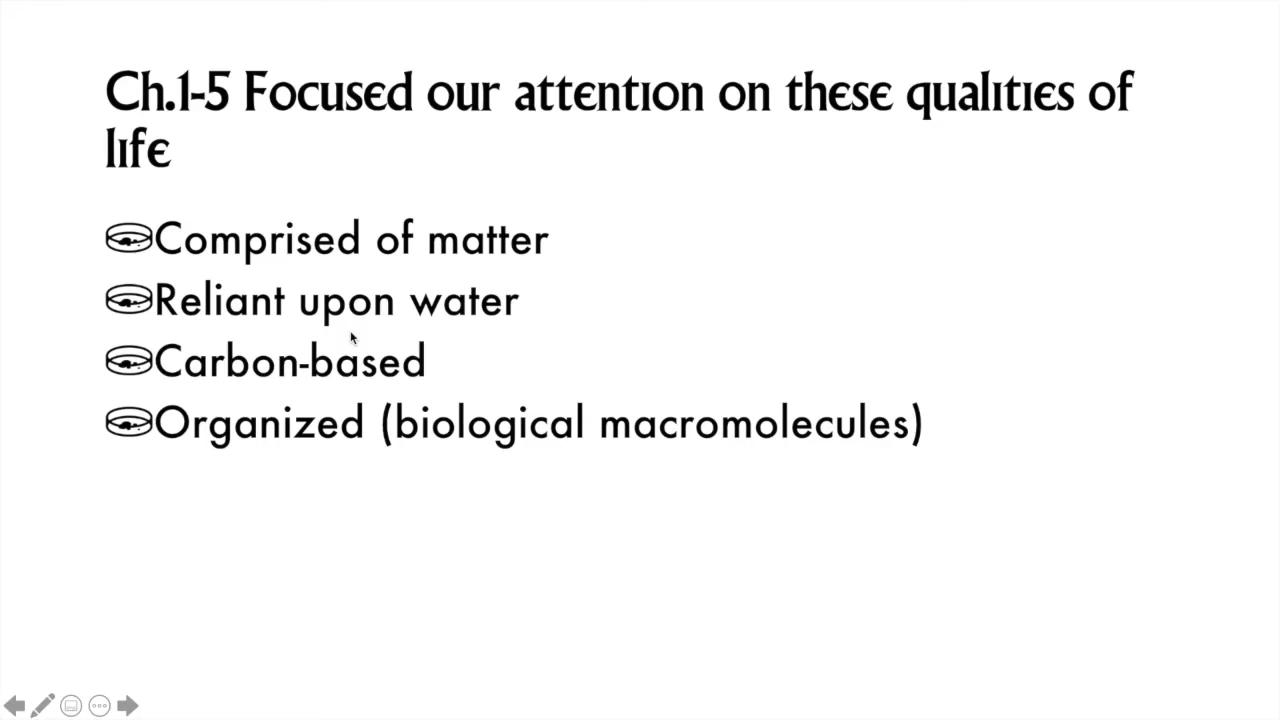 Ch.1-5 Focused our attention on these qualities of
life
Comprised of matter
Reliant upon water
Carbon-based
Organized (biological macromolecules)